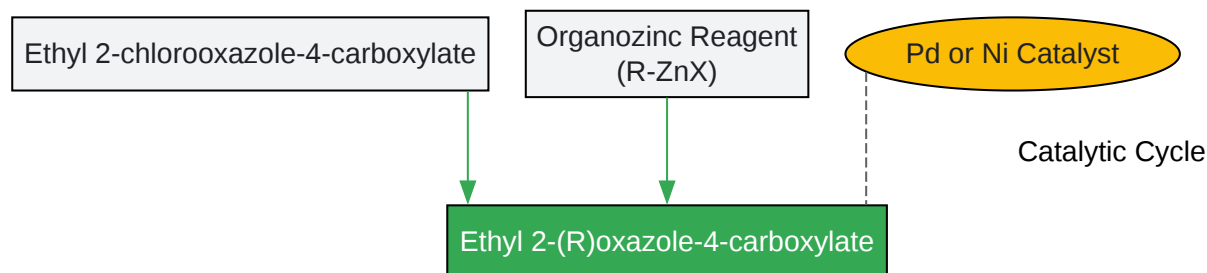 Ethyl 2-chlorooxazole-4-carboxylate
Organozinc Reagent
(R-ZnX)
Pd or Ni Catalyst
Catalytic Cycle
Ethyl 2-(R)oxazole-4-carboxylate